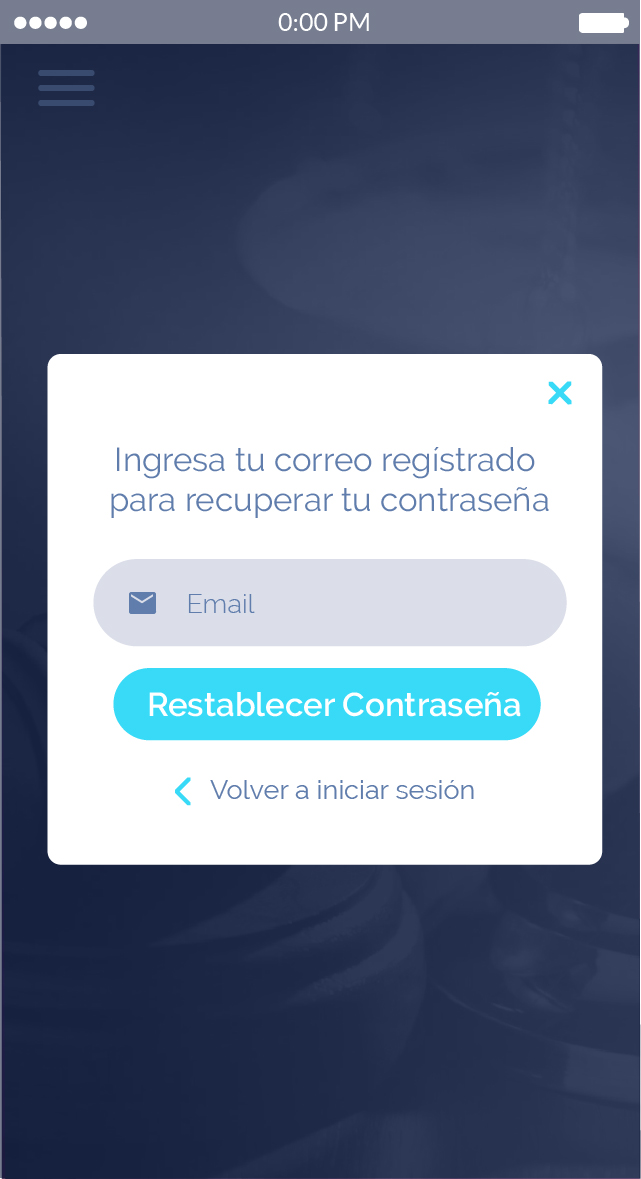 0:00 PM
Ingresa tu correo regístrado
para recuperar tu contraseña
Email
Restablecer Contraseña
Volver a iniciar sesión